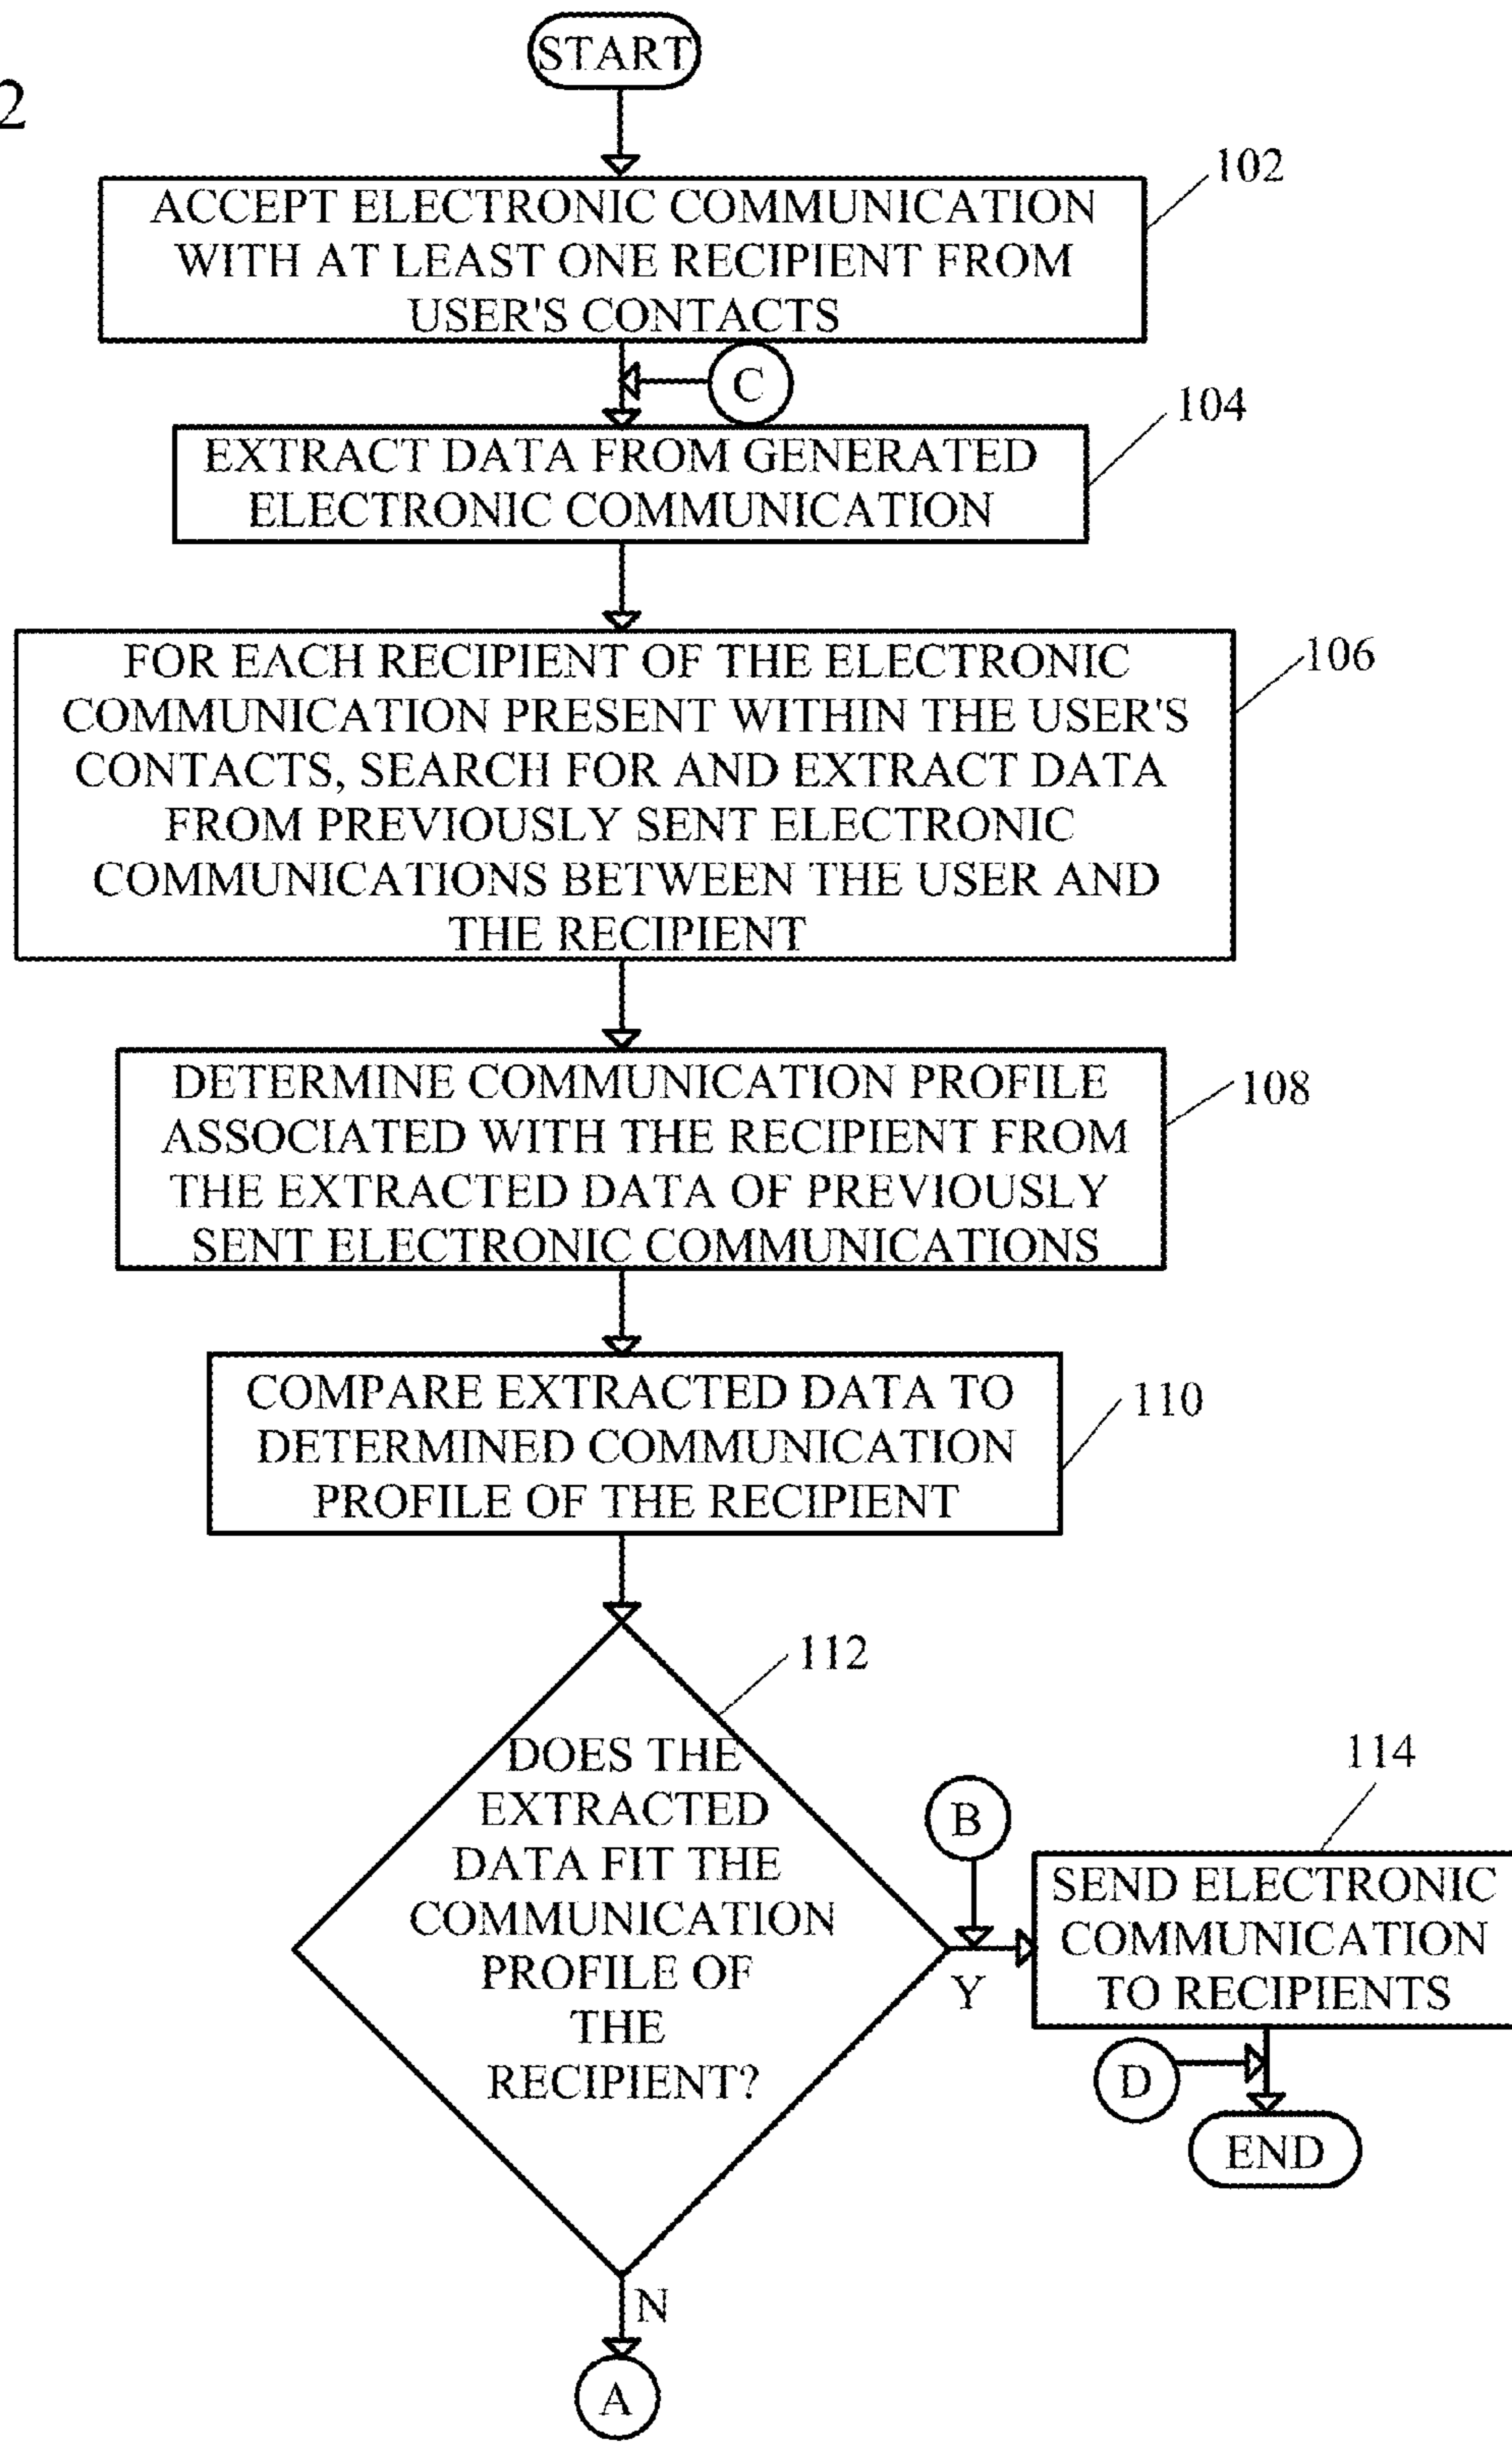 2
START
102
ACCEPT ELECTRONIC COMMUNICATION
WITH AT LEAST ONE RECIPIENT FROM
USER'S CONTACTS
C
104
EXTRACT DATA FROM GENERATED
ELECTRONIC COMMUNICATION
106
FOR EACH RECIPIENT OF THE ELECTRONIC
COMMUNICATION PRESENT WITHIN THE USER'S
CONTACTS, SEARCH FOR AND EXTRACT DATA
FROM PREVIOUSLY SENT ELECTRONIC
COMMUNICATIONS BETWEEN THE USER AND
THE RECIPIENT
108
DETERMINE COMMUNICATION PROFILE
ASSOCIATED WITH THE RECIPIENT FROM
THE EXTRACTED DATA OF PREVIOUSLY
SENT ELECTRONIC COMMUNICATIONS
110
COMPARE EXTRACTED DATA TO
DETERMINED COMMUNICATION
PROFILE OF THE RECIPIENT
112
DOES THE
EXTRACTED
DATA FIT THE
COMMUNICATION
PROFILE OF
THE
RECIPIENT?
B
Y
114
SEND ELECTRONIC
COMMUNICATION
TO RECIPIENTS
D
END
N
A